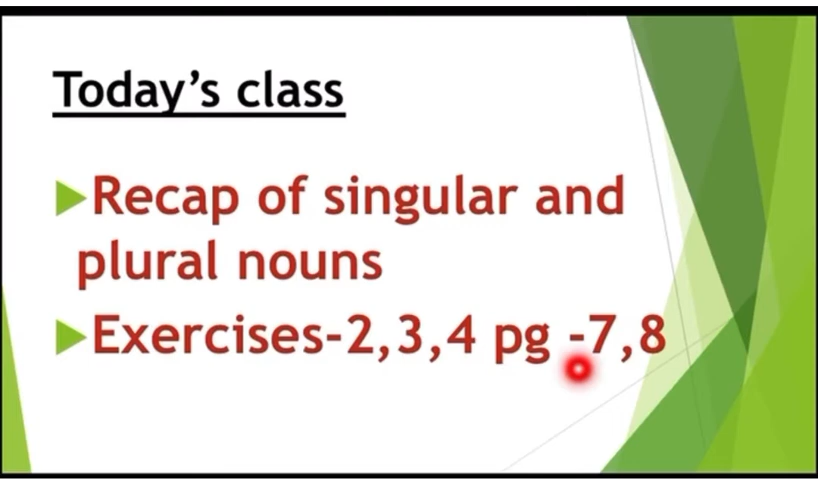 Today's class
Recap of singular and
plural nouns
Exercises-2,3,4 pg -7,8